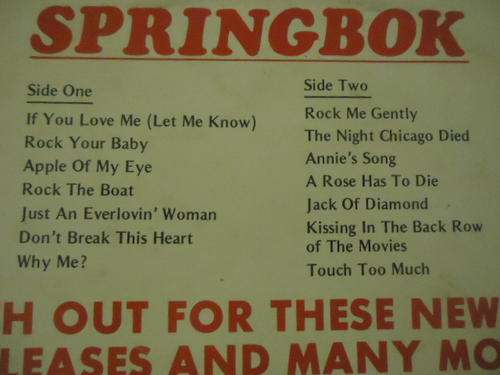 SPRINGBOK
Side One
If You Love Me (Let Me Know)
Rock Your Baby
Apple Of My Eye
Rock The Boat
Just An Everlovin' Woman
Don't Break This Heart
Why Me?
Side Two
Rock Me Gently
The Night Chicago Died
Annie's Song
A Rose Has To Die
Jack Of Diamond
Kissing In The Back Row
of The Movies
Touch Too Much
H OUT FOR THESE NEW
LEASES AND MANY MO